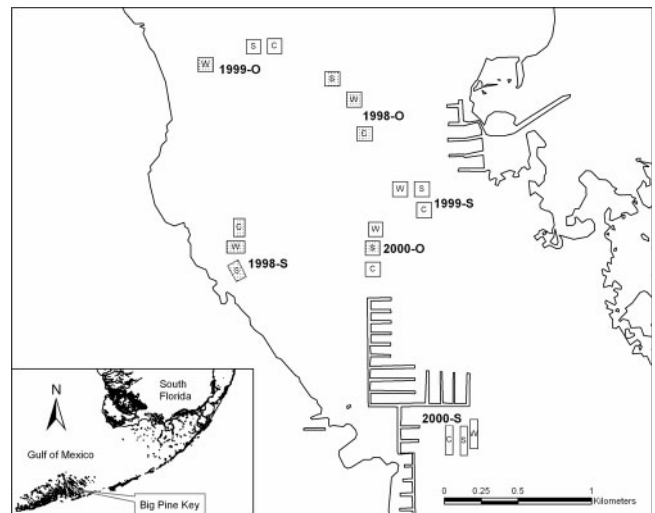 S C
W
1999-O
S
W
1998-O
C
W S
1999-S
C
C
W
W
S
2000-O
1998-S
S
C
N
South
Florida
Gulf of Mexico
Big Pine Key
2000-S
C S W
0 0.25 0.5 1
Kilometers